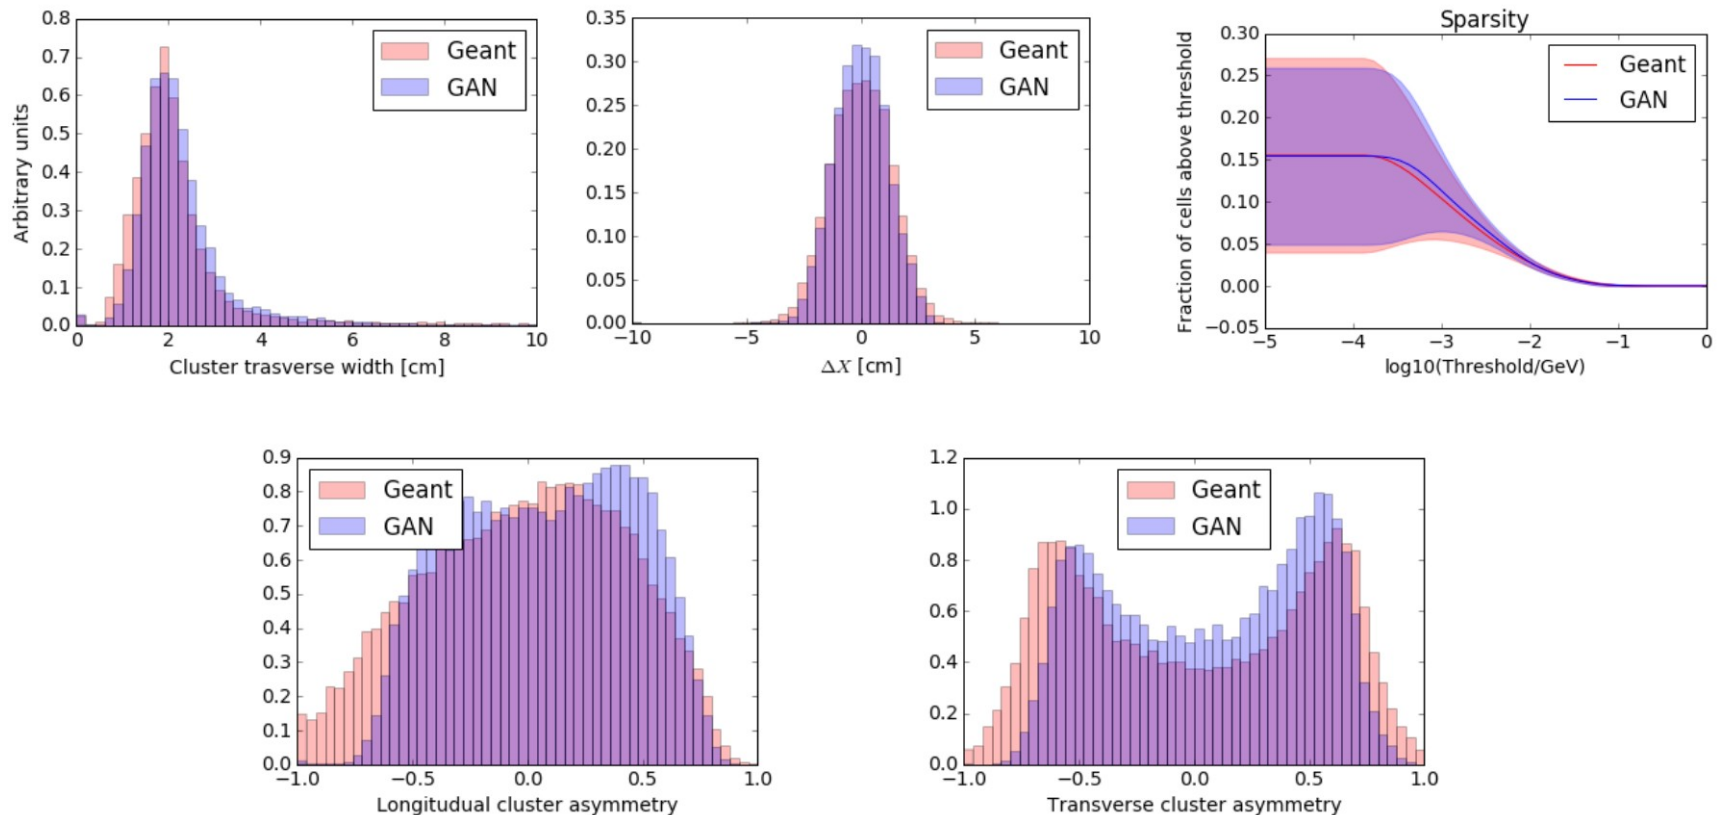 0.8
0.7
0.6
0.5
0.4
0.3
0.2
0.1
0.0
Arbitrary units
Geant
GAN
0 2 4 6 8 10
Cluster trasverse width [cm]
0.35
0.30
0.25
0.20
0.15
0.10
0.05
0.00
Geant
GAN
−10 −5 0 5 10
ΔX [cm]
Sparsity
0.30
0.25
0.20
0.15
0.10
0.05
0.00
−0.05
Fraction of cells above threshold
Geant
GAN
−5 −4 −3 −2 −1 0
log10(Threshold/GeV)
0.9
0.8
0.7
0.6
0.5
0.4
0.3
0.2
0.1
0.0
Geant
GAN
−1.0 −0.5 0.0 0.5 1.0
Longitudual cluster asymmetry
1.2
1.0
0.8
0.6
0.4
0.2
0.0
Geant
GAN
−1.0 −0.5 0.0 0.5 1.0
Transverse cluster asymmetry